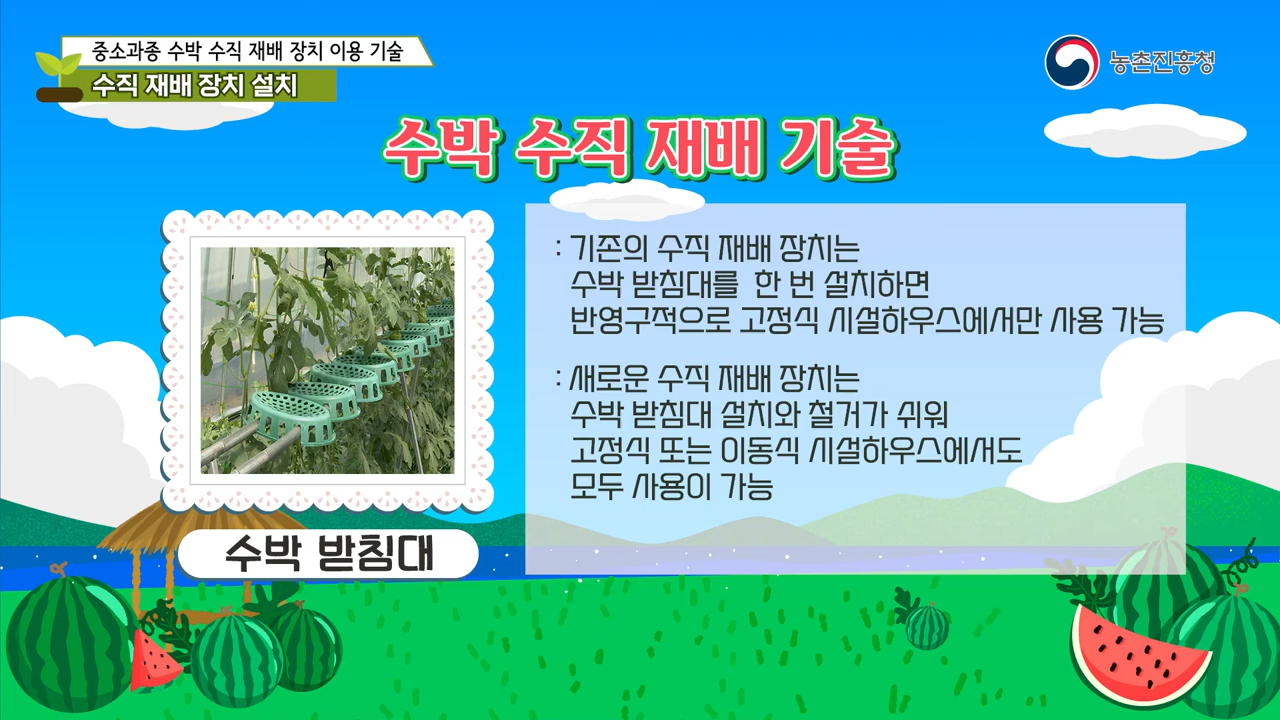 중소과종 수박 수직 재배 장치 이용 기술
수직 재배 장치 설치
농촌진흥청
수박 수직 재배 기술
: 기존의 수직 재배 장치는
수박 받침대를 한 번 설치하면
반영구적으로 고정식 시설하우스에서만 사용 가능
: 새로운 수직 재배 장치는
수박 받침대 설치와 철거가 쉬워
고정식 또는 이동식 시설하우스에서도
모두 사용이 가능
수박 받침대